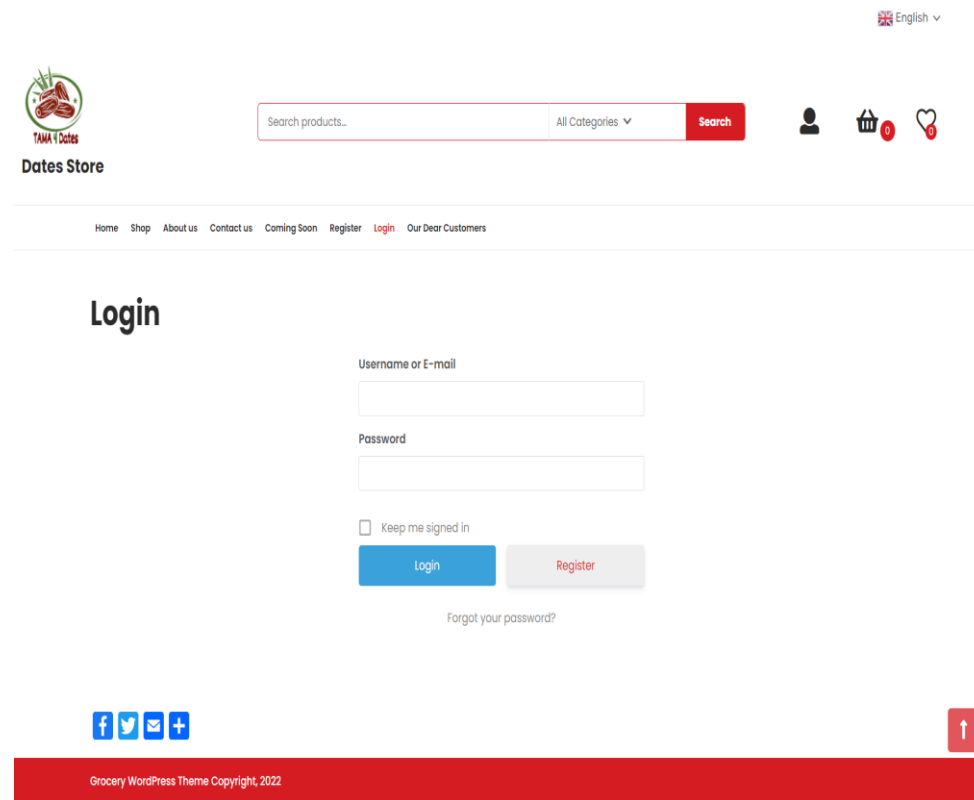 English
TAMA 4 Dates
Dates Store
Search products...
All Categories
Search
0
0
Home Shop About us Contact us Coming Soon Register Login Our Dear Customers
Login
Username or E-mail
Password
Keep me signed in
Login
Register
Forgot your password?
Grocery WordPress Theme Copyright, 2022